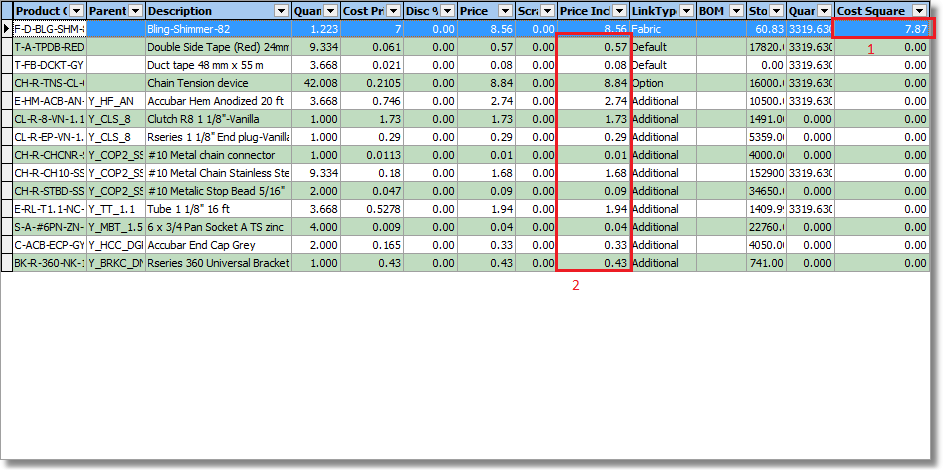 Product C Parent Description Quan Cost Pri Disc % Price Scra Price Inc LinkTyp BOM Sto Quar Cost Square
F-D-BLG-SHM- Bling-Shimmer-82 1.223 7 0.00 8.56 0.00 8.56 Fabric 60.83 3319.630 7.87
T-A-TPDB-RED Double Side Tape (Red) 24mm 9.334 0.061 0.00 0.57 0.00 0.57 Default 17820. 3319.630 0.00
T-FB-DCKT-GY Duct tape 48 mm x 55 m 3.668 0.021 0.00 0.08 0.00 0.08 Default 0.00 3319.630 0.00
CH-R-TNS-CL- Chain Tension device 42.008 0.2105 0.00 8.84 0.00 8.84 Option 16000. 3319.630 0.00
E-HM-ACB-AN- Y_HF_AN Accubar Hem Anodized 20 ft 3.668 0.746 0.00 2.74 0.00 2.74 Additional 10500. 3319.630 0.00
CL-R-8-VN-1.1 Y_CLS_8 Clutch R8 1 1/8"-Vanilla 1.000 1.73 0.00 1.73 0.00 1.73 Additional 1491.0 0.000 0.00
CL-R-EP-VN-1. Y_CLS_8 Rseries 1 1/8" End plug-Vanilla 1.000 0.29 0.00 0.29 0.00 0.29 Additional 5359.0 0.000 0.00
CH-R-CHCNR- Y_COP2_SS #10 Metal chain connector 1.000 0.0113 0.00 0.01 0.00 0.01 Additional 4000.0 0.000 0.00
CH-R-CH10-SS Y_COP2_SS #10 Metal Chain Stainless Ste 9.334 0.18 0.00 1.68 0.00 1.68 Additional 152900 3319.630 0.00
CH-R-STBD-SS Y_COP2_SS #10 Metalic Stop Bead 5/16" 2.000 0.047 0.00 0.09 0.00 0.09 Additional 34650. 0.000 0.00
E-RL-T1.1-NC- Y_TT_1.1 Tube 1 1/8" 16 ft 3.668 0.5278 0.00 1.94 0.00 1.94 Additional 1409.9 3319.630 0.00
S-A-#6PN-ZN- Y_MBT_1.5 6 x 3/4 Pan Socket A TS zinc 4.000 0.009 0.00 0.04 0.00 0.04 Additional 22760. 0.000 0.00
C-ACB-ECP-GY Y_HCC_DGI Accubar End Cap Grey 2.000 0.165 0.00 0.33 0.00 0.33 Additional 4050.0 0.000 0.00
BK-R-360-NK- Y_BRKC_DN Rseries 360 Universal Bracket 1.000 0.43 0.00 0.43 0.00 0.43 Additional 741.00 0.000 0.00
1
2